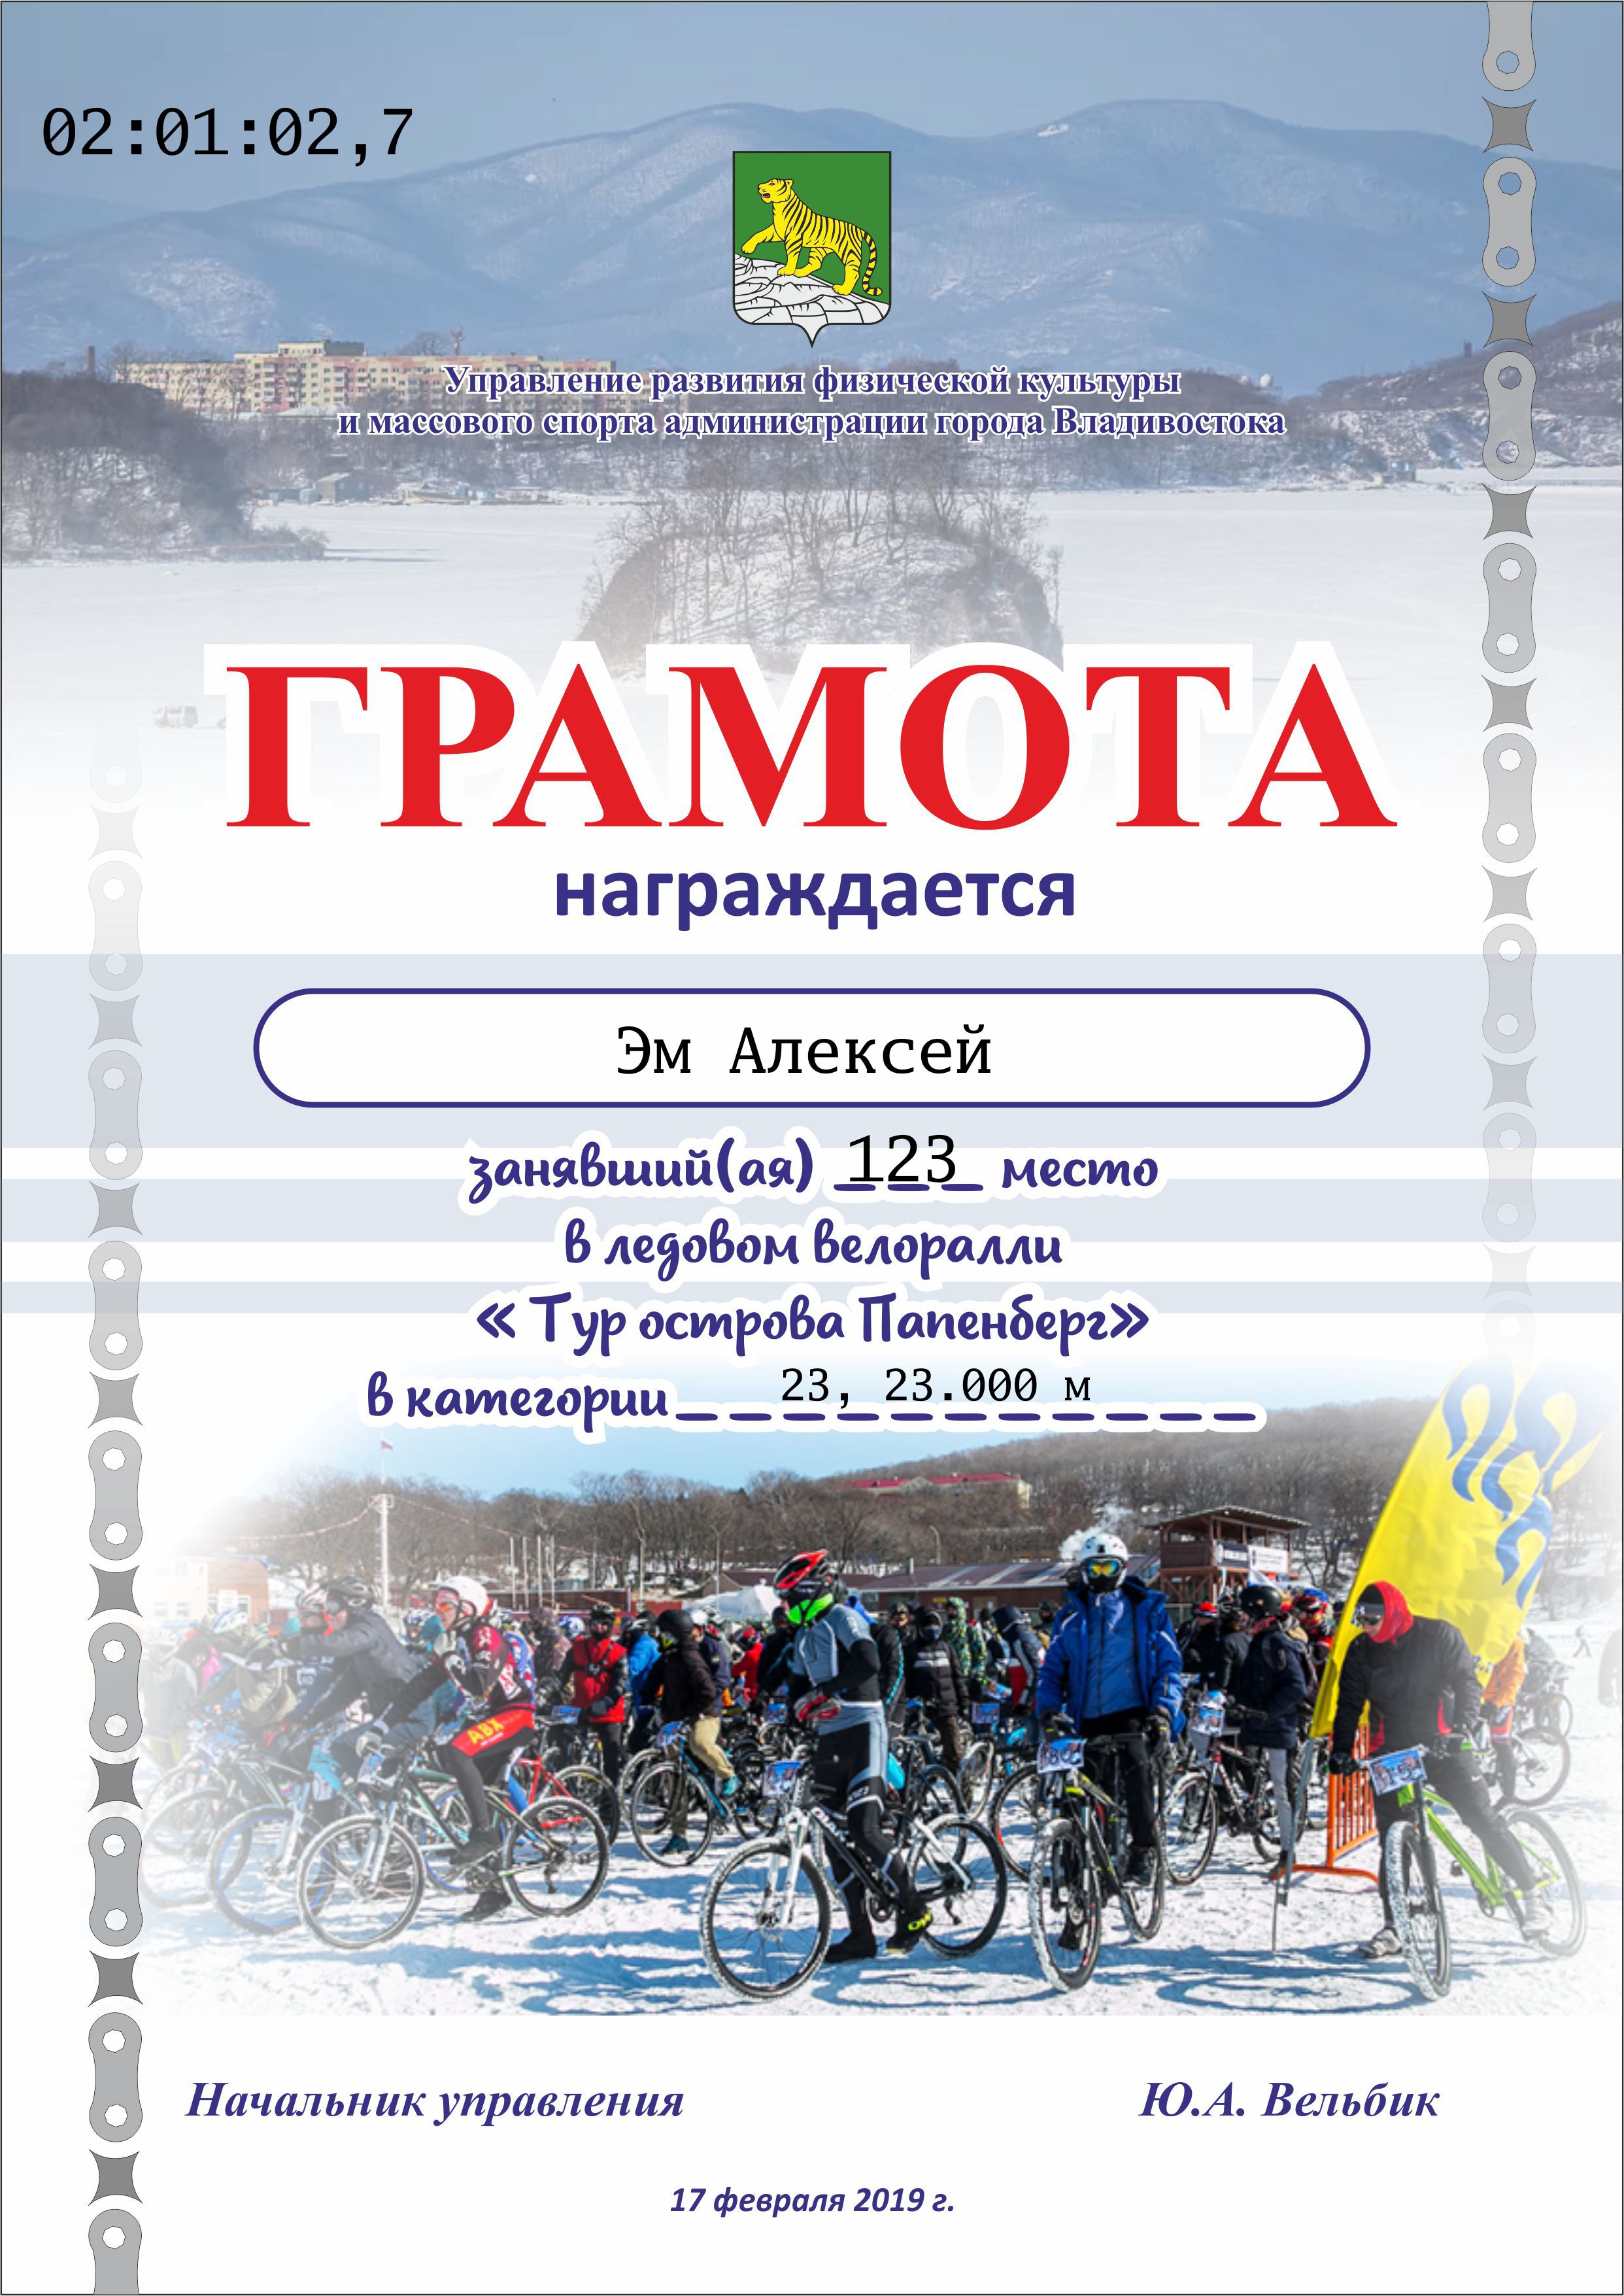 02:01:02,7
Управление развития физической культуры
и массового спорта администрации города Владивостока
ГРАМОТА
награждается
Эм Алексей
занявший(ая) 123 место
в ледовом велоралли
« Тур острова Папенберг»
в категории 23, 23.000 м
АВХ
Начальник управления
Ю.А. Вельбик
17 февраля 2019 г.